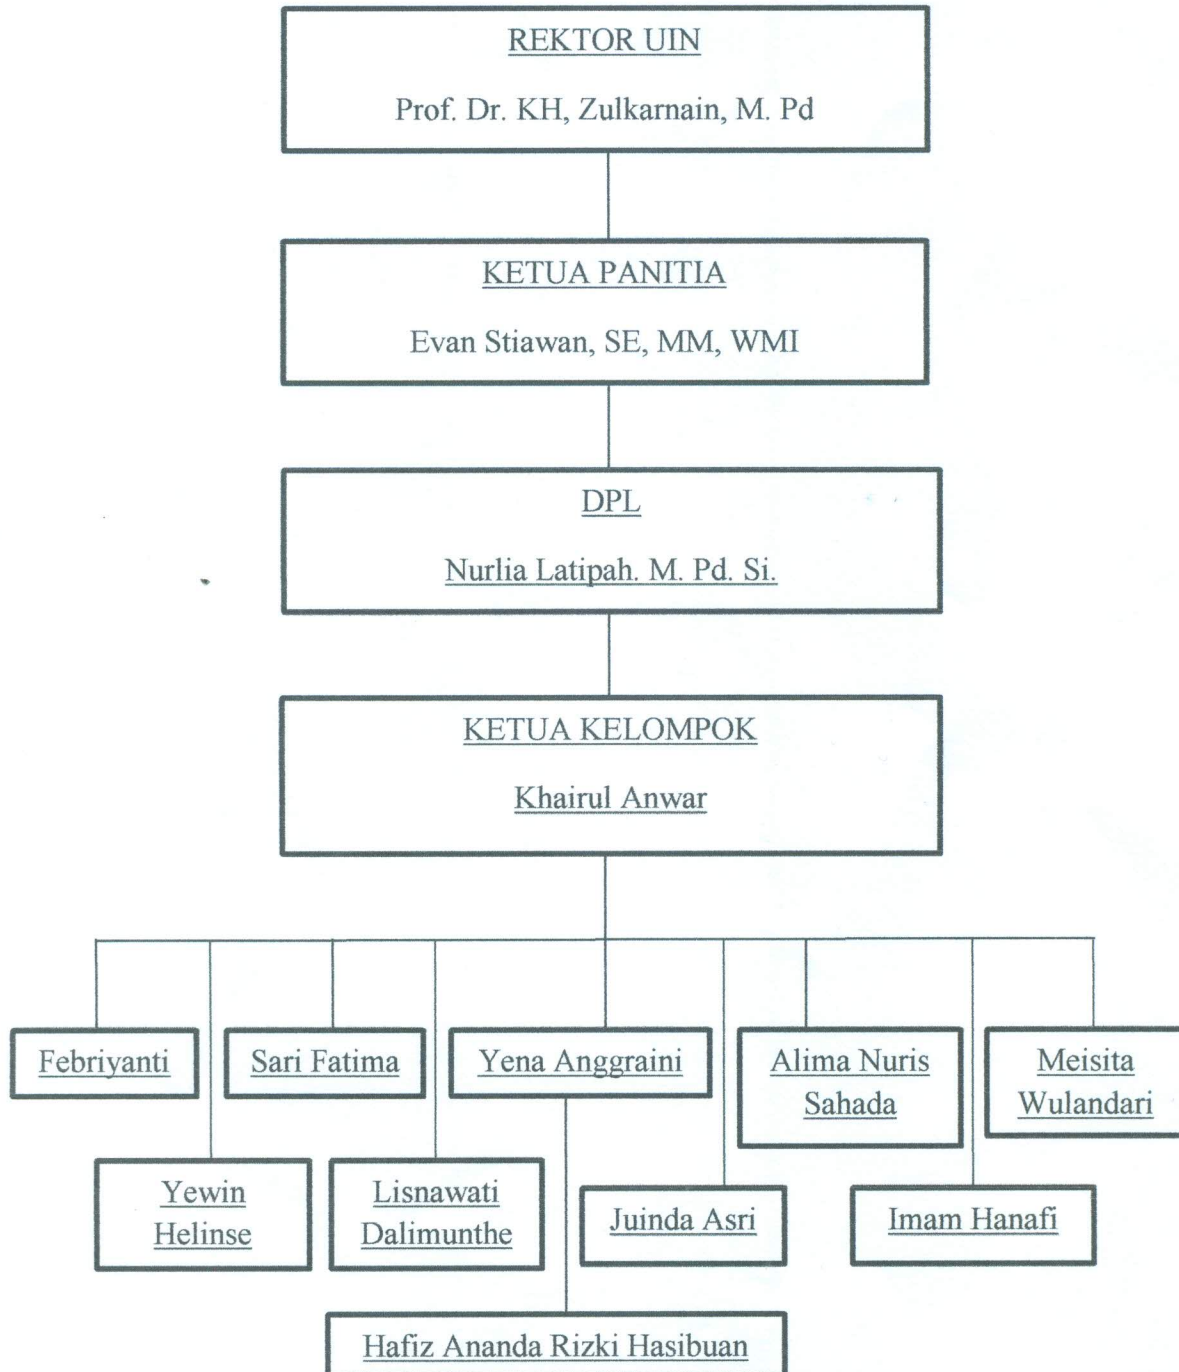 REKTOR UIN
Prof. Dr. KH, Zulkarnain, M. Pd
KETUA PANITIA
Evan Stiawan, SE, MM, WMI
DPL
Nurlia Latipah. M. Pd. Si.
KETUA KELOMPOK
Khairul Anwar
Febriyanti
Sari Fatima
Yena Anggraini
Alima Nuris
Sahada
Meisita
Wulandari
Yewin
Helinse
Lisnawati
Dalimunthe
Juinda Asri
Imam Hanafi
Hafiz Ananda Rizki Hasibuan